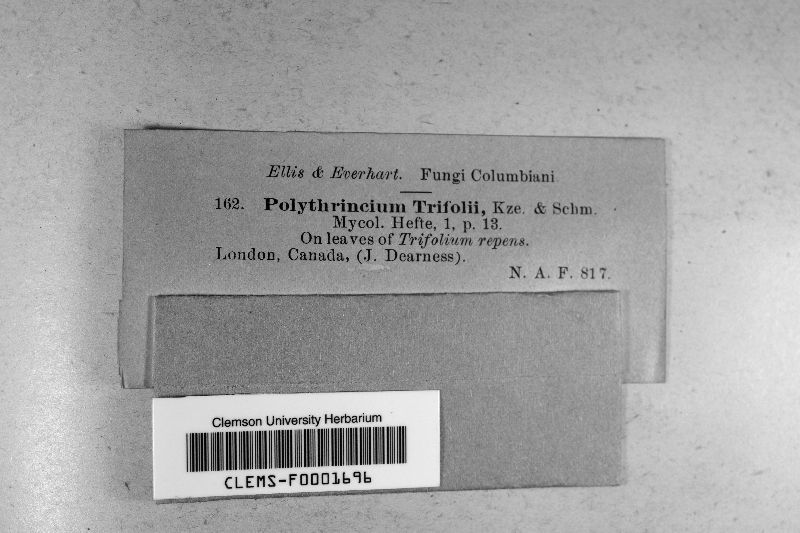 Ellis & Everhart. Fungi Columbiani
162. Polythrincium Trifolii, Kze. & Schm.
Mycol. Hefte, 1, p. 13.
On leaves of Trifolium repens.
London, Canada, (J. Dearness).
N. A. F. 817.
Clemson University Herbarium
CLEMS-F0001696